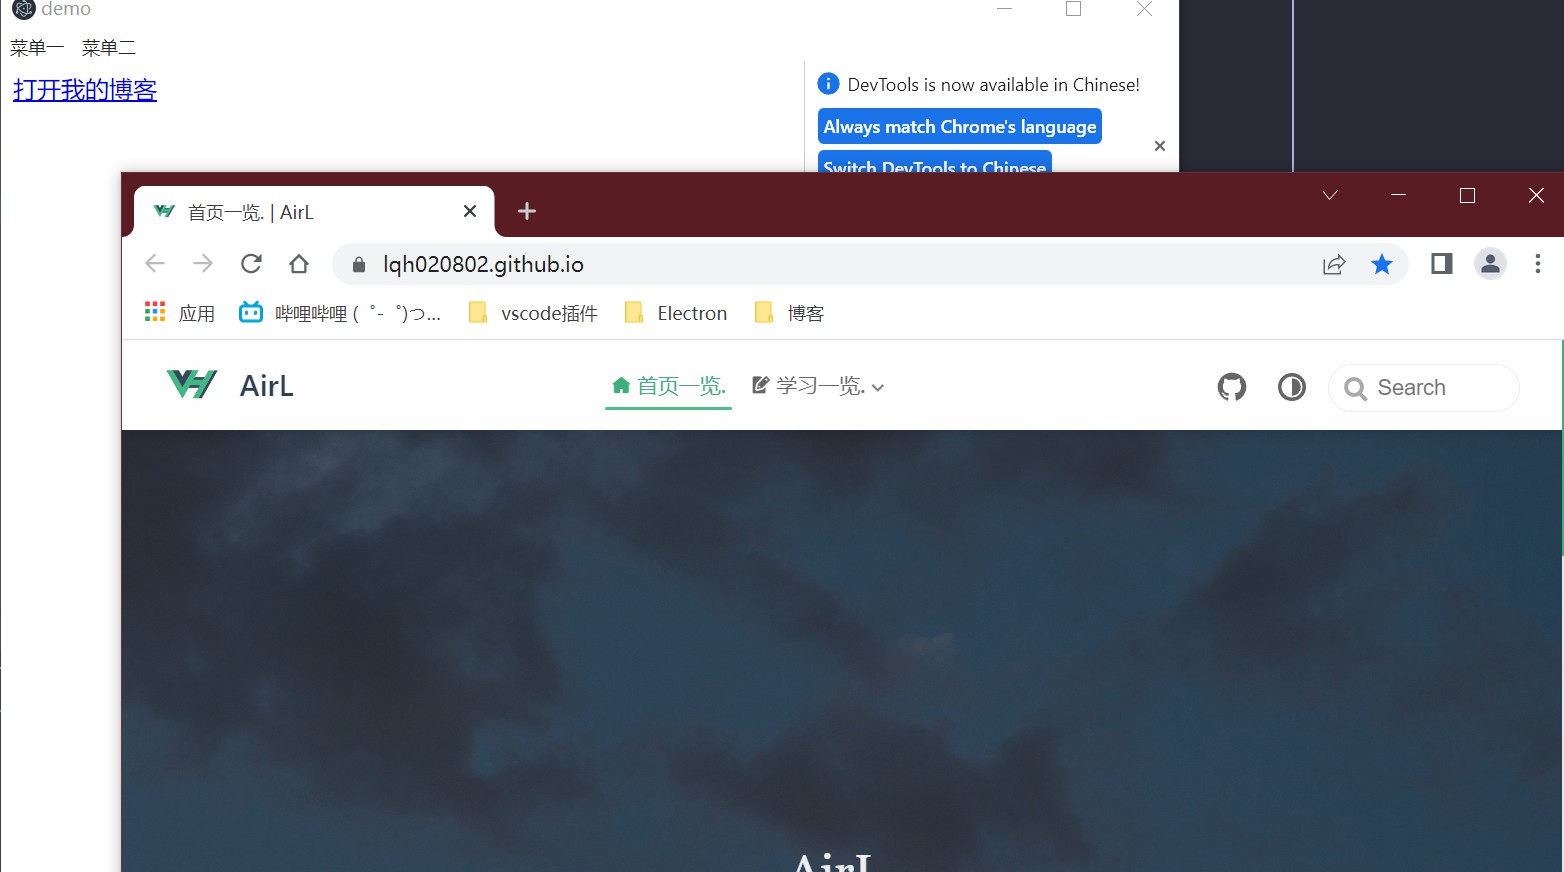 demo
菜单一 菜单二
打开我的博客
DevTools is now available in Chinese!
Always match Chrome's language
Switch DevTools to Chinese
首页一览. | AirL
lqh020802.github.io
应用 哔哩哔哩 ( ゜- ゜)つ... vscode插件 Electron 博客
AirL 首页一览. 学习一览. Search
AirL